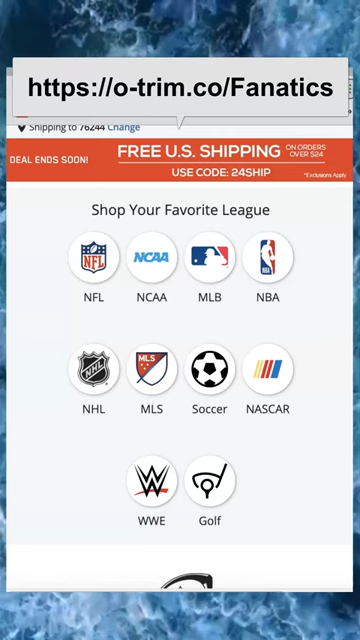 https://o-trim.co/Fanatics
Shipping to 76244 Change
DEAL ENDS SOON!
FREE U.S. SHIPPING ON ORDERS OVER $24
USE CODE: 24SHIP
*Exclusions Apply
Shop Your Favorite League
NFL
NCAA
NBA
NFL NCAA MLB NBA
NHL
MLS
NHL MLS Soccer NASCAR
WWE Golf